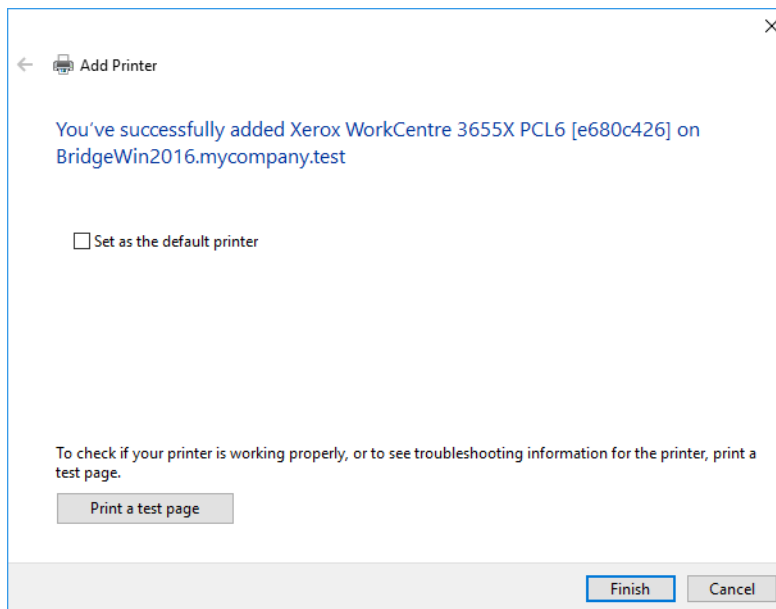 Add Printer
You've successfully added Xerox WorkCentre 3655X PCL6 [e680c426] on
BridgeWin2016.mycompany.test
Set as the default printer
To check if your printer is working properly, or to see troubleshooting information for the printer, print a
test page.
Print a test page
Finish
Cancel